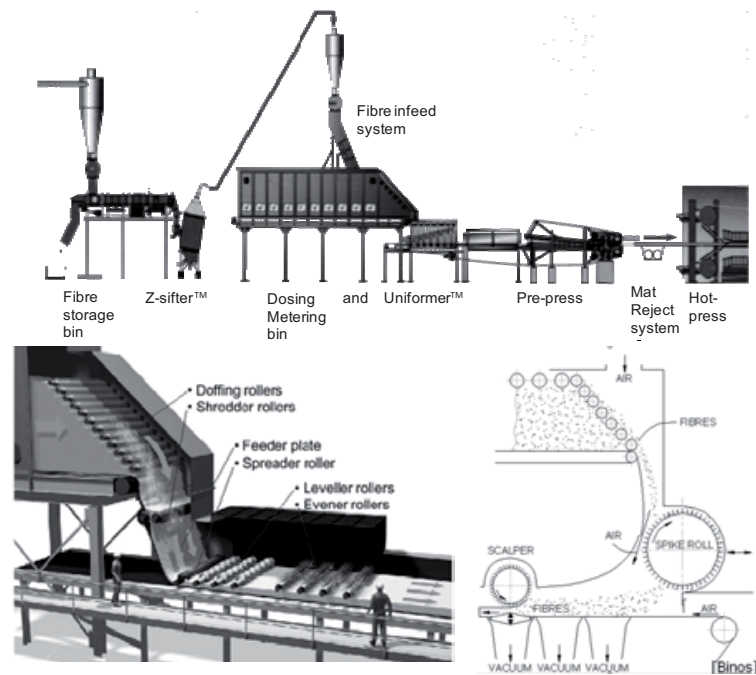 Fibre infeed
system
Fibre
storage
bin
Z-sifter™
Dosing and Uniformer™
Metering
bin
Pre-press
Mat
Reject
system
Hot-
press
• Doffing rollers
• Shredder rollers
• Feeder plate
• Spreader roller
• Leveller rollers
• Evener rollers
AIR
FIBRES
AIR
SPIKE ROLL
SCALPER
FIBRES
AIR
VACUUM VACUUM VACUUM
[Binos]